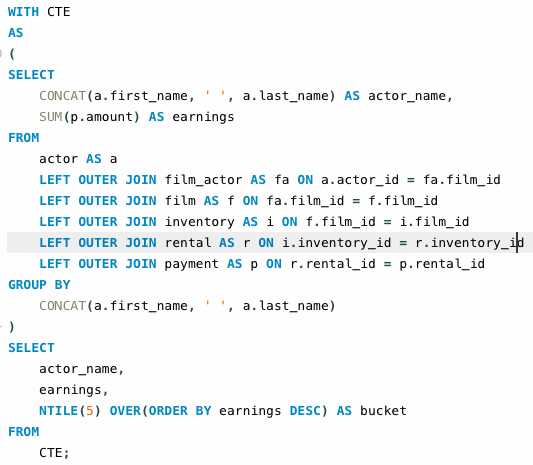 WITH CTE
AS
(
SELECT
CONCAT(a.first_name, ' ', a.last_name) AS actor_name,
SUM(p.amount) AS earnings
FROM
actor AS a
LEFT OUTER JOIN film_actor AS fa ON a.actor_id = fa.film_id
LEFT OUTER JOIN film AS f ON fa.film_id = f.film_id
LEFT OUTER JOIN inventory AS i ON f.film_id = i.film_id
LEFT OUTER JOIN rental AS r ON i.inventory_id = r.inventory_id
LEFT OUTER JOIN payment AS p ON r.rental_id = p.rental_id
GROUP BY
CONCAT(a.first_name, ' ', a.last_name)
)
SELECT
actor_name,
earnings,
NTILE(5) OVER(ORDER BY earnings DESC) AS bucket
FROM
CTE;